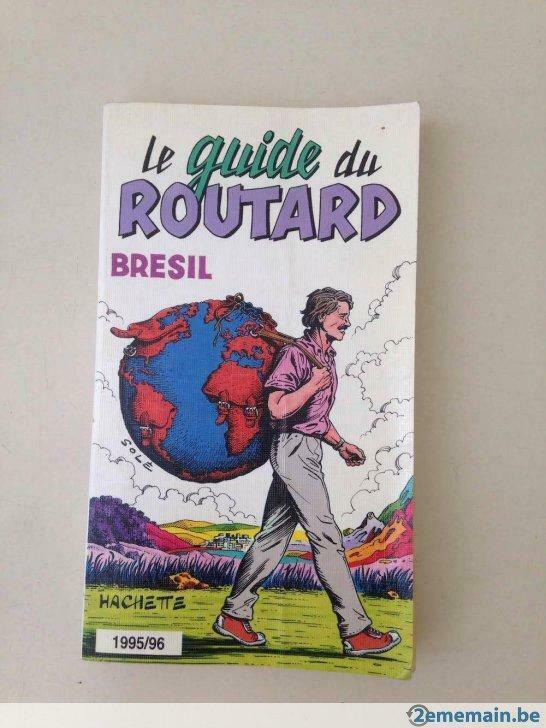 Le guide du
ROUTARD
BRESIL
SOLÉ
HACHETTE
1995/96
2ememain.be